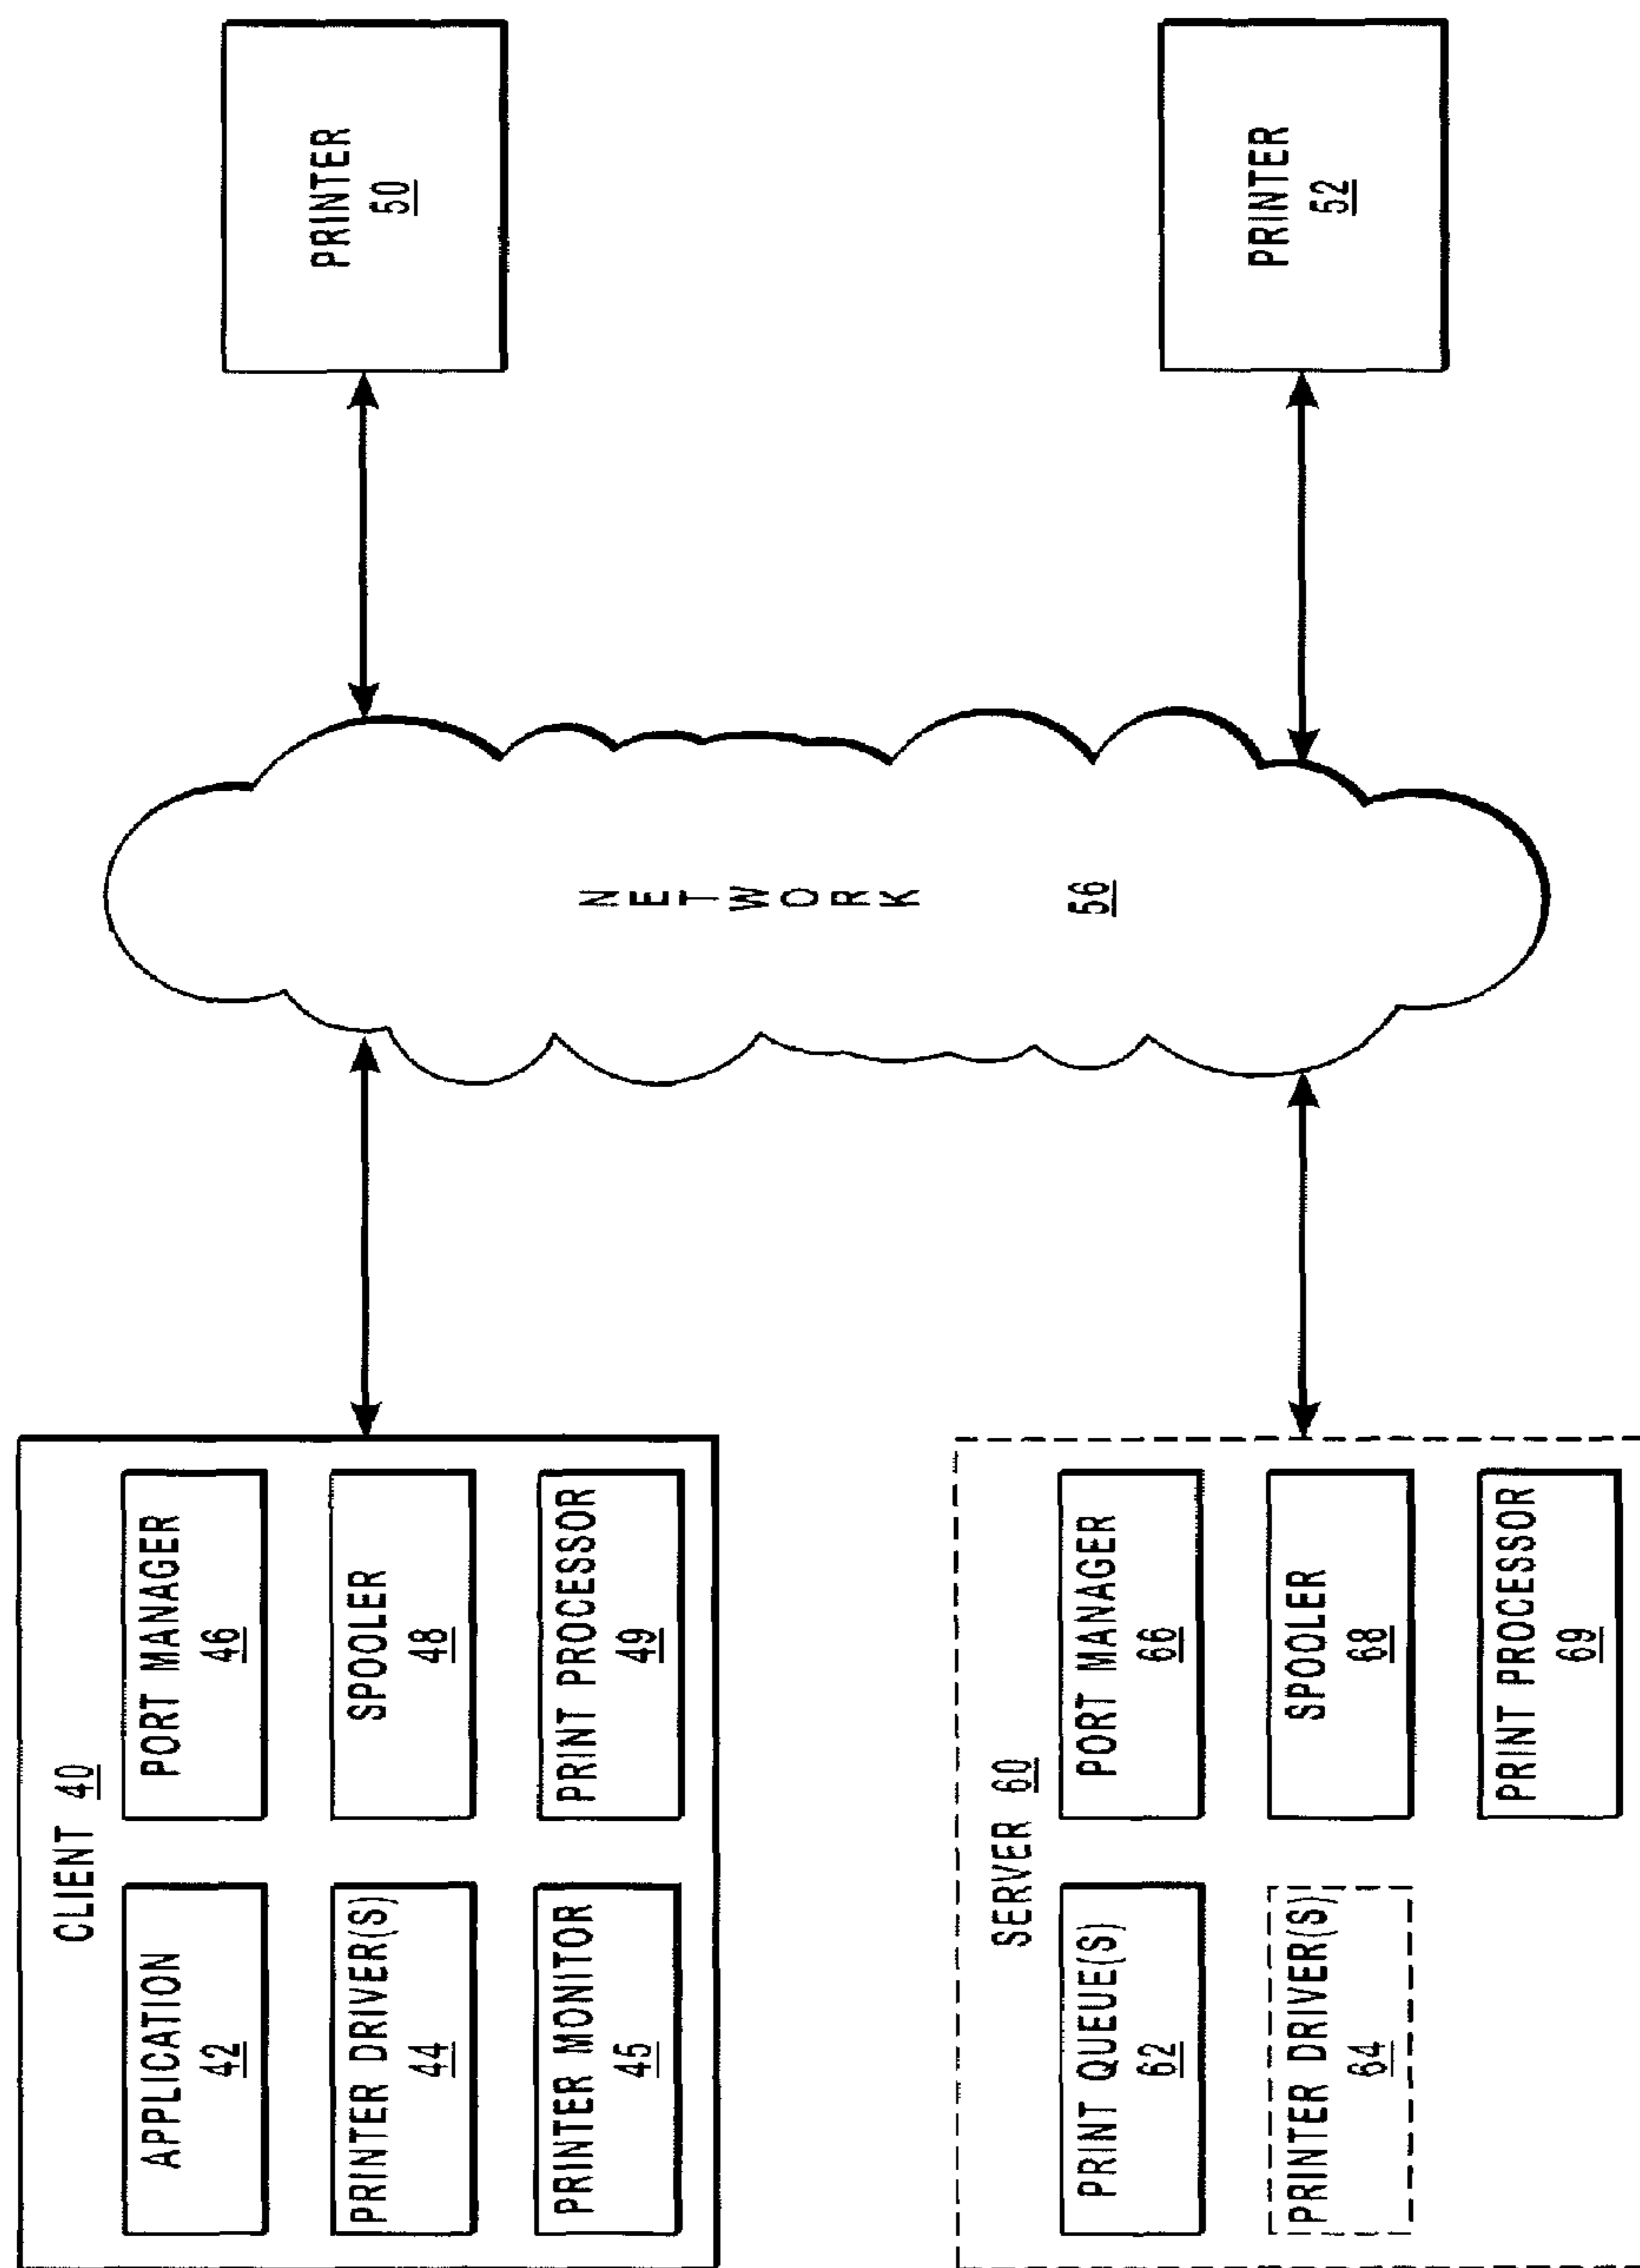 CLIENT 40
APPLICATION
42
PORT MANAGER
46
PRINTER DRIVER(S)
44
SPOOLER
48
PRINTER MONITOR
45
PRINT PROCESSOR
49
SERVER 60
PRINT QUEUE(S)
62
PORT MANAGER
66
PRINTER DRIVER(S)
64
SPOOLER
68
PRINT PROCESSOR
69
NETWORK
56
PRINTER
50
PRINTER
52